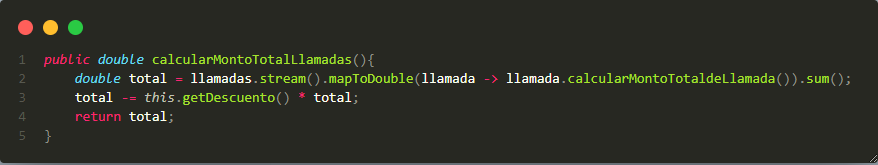 1 public double calcularMontoTotalLlamadas(){
2     double total = llamadas.stream().mapToDouble(llamada -> llamada.calcularMontoTotaldeLlamada()).sum();
3     total -= this.getDescuento() * total;
4     return total;
5 }